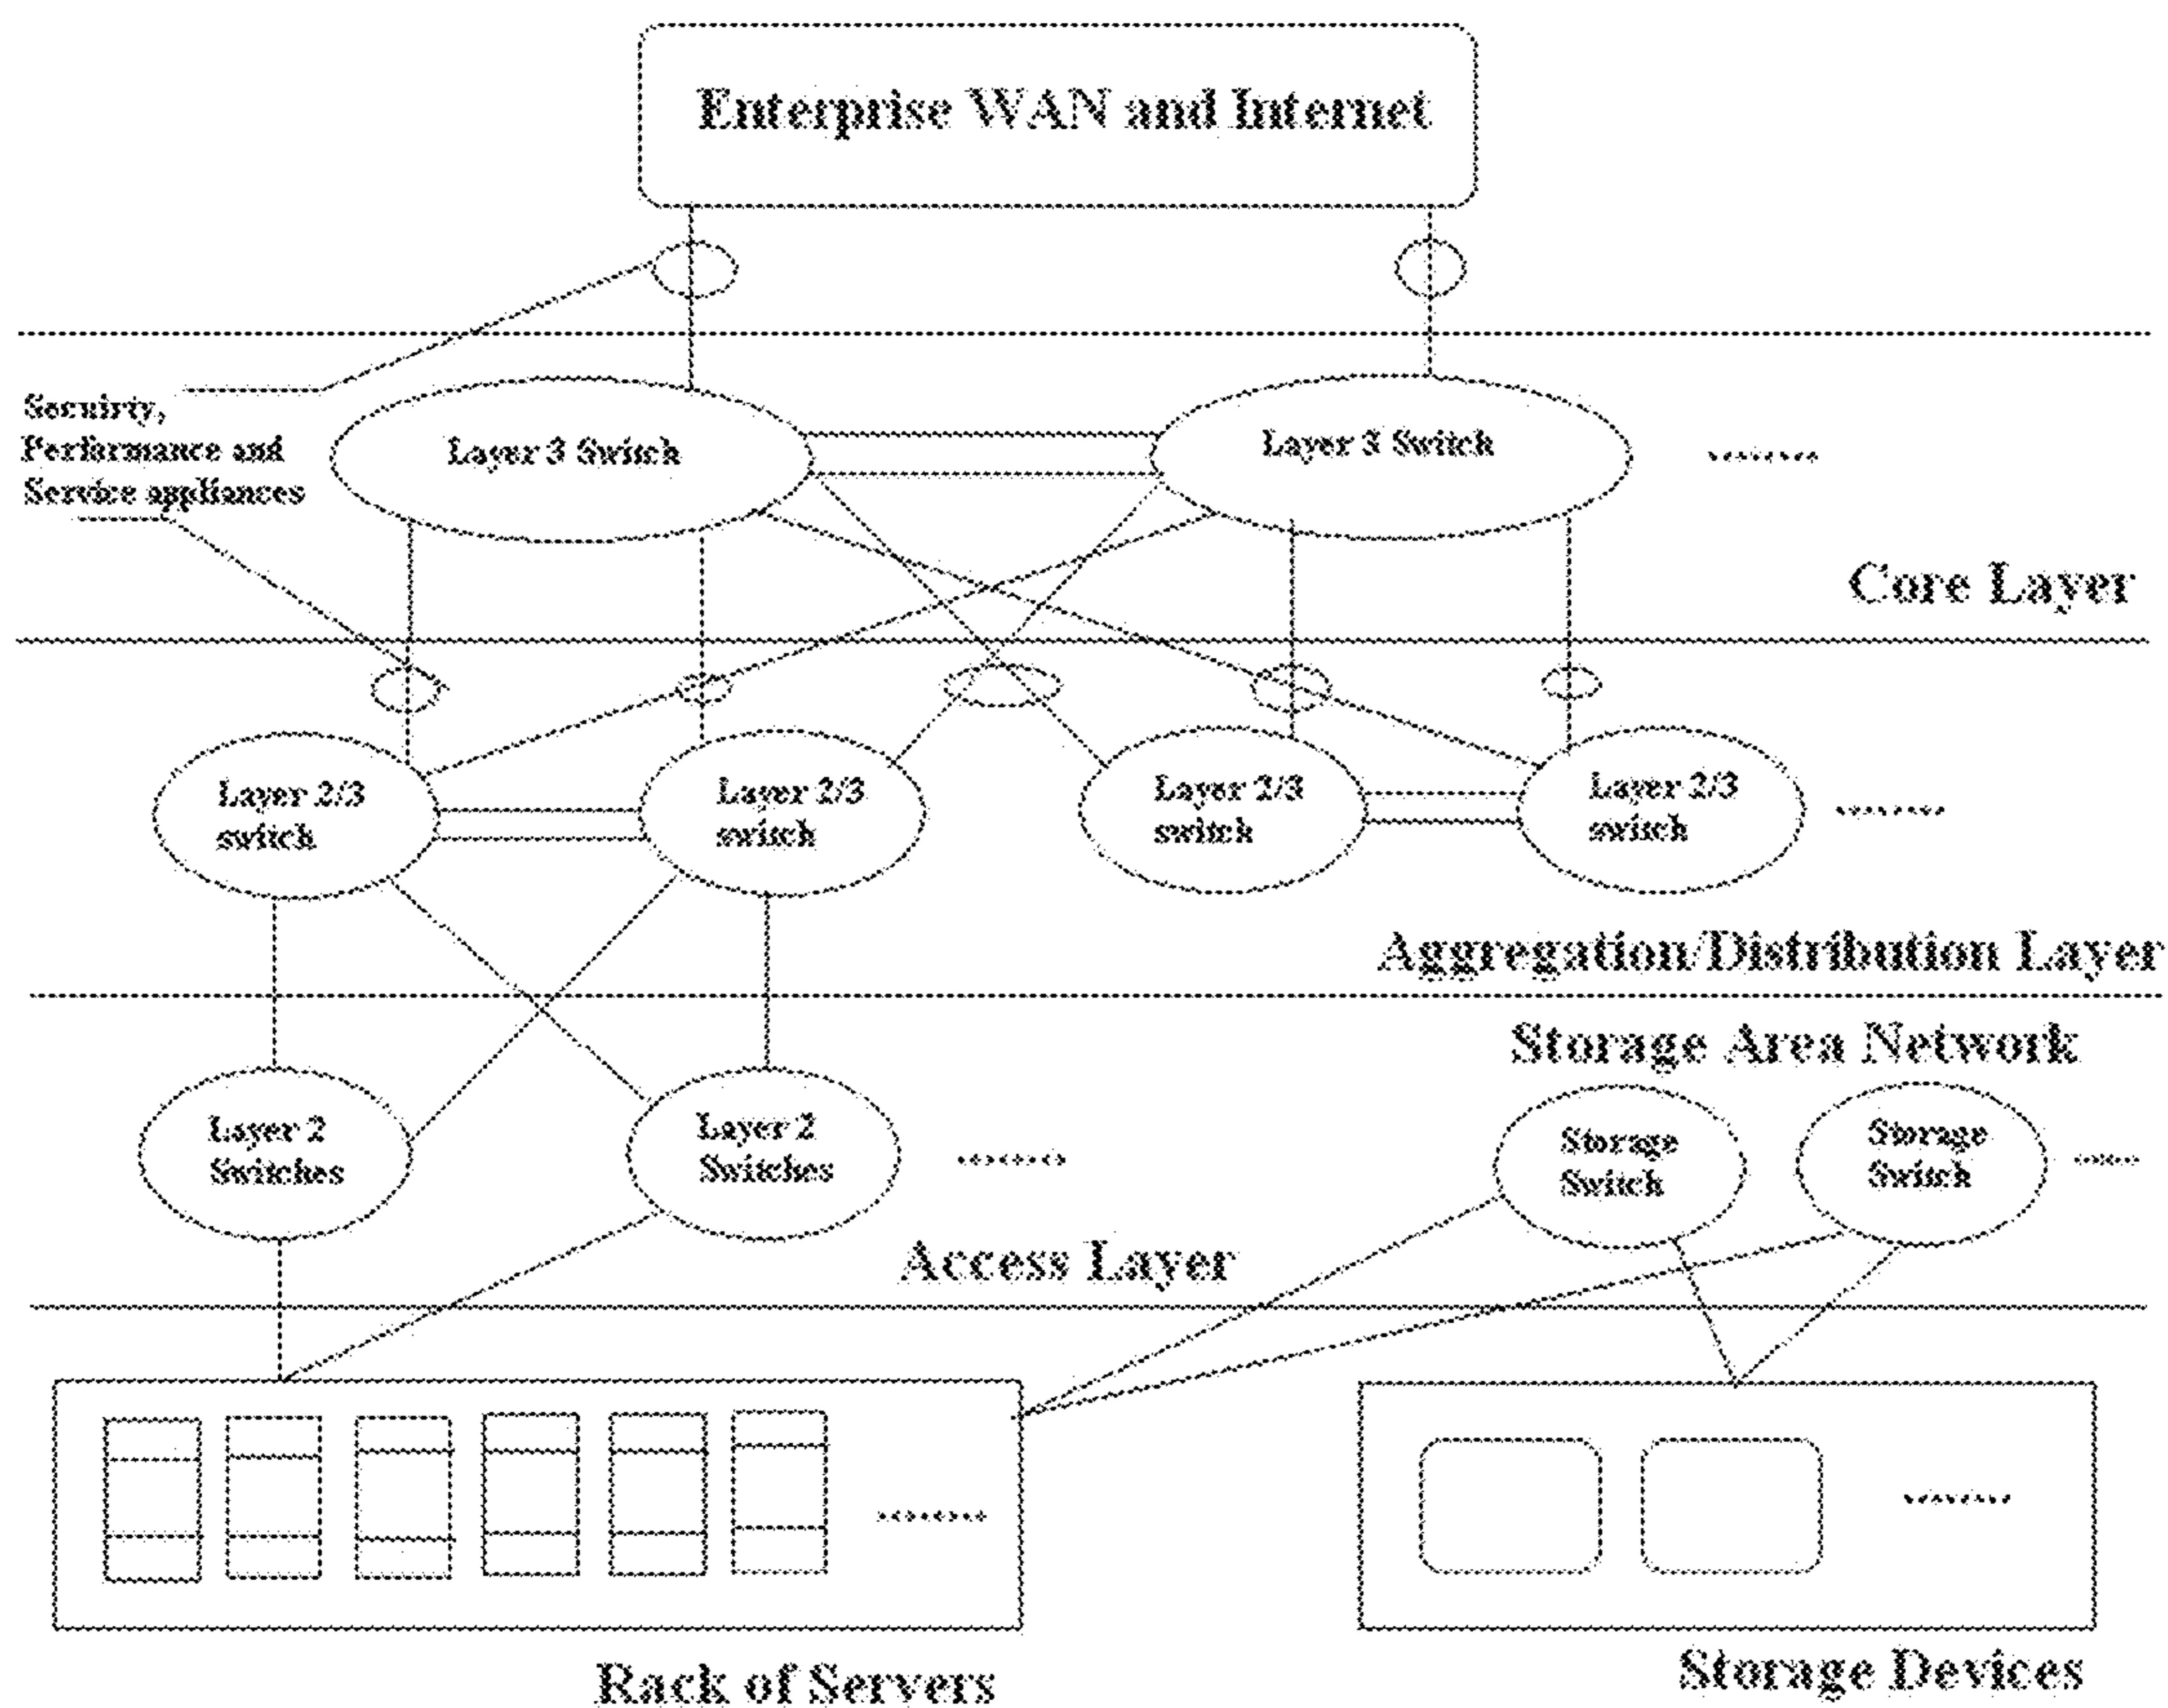 Enterprise WAN and Internet
Secuirty,
Performance and
Service appliances
Layer 3 Switch
Layer 3 Switch
Core Layer
Layer 2/3
switch
Layer 2/3
switch
Layer 2/3
switch
Layer 2/3
switch
Aggregation/Distribution Layer
Storage Area Network
Layer 2
Switches
Layer 2
Switches
Storage
Switch
Storage
Switch
Access Layer
Rack of Servers
Storage Devices